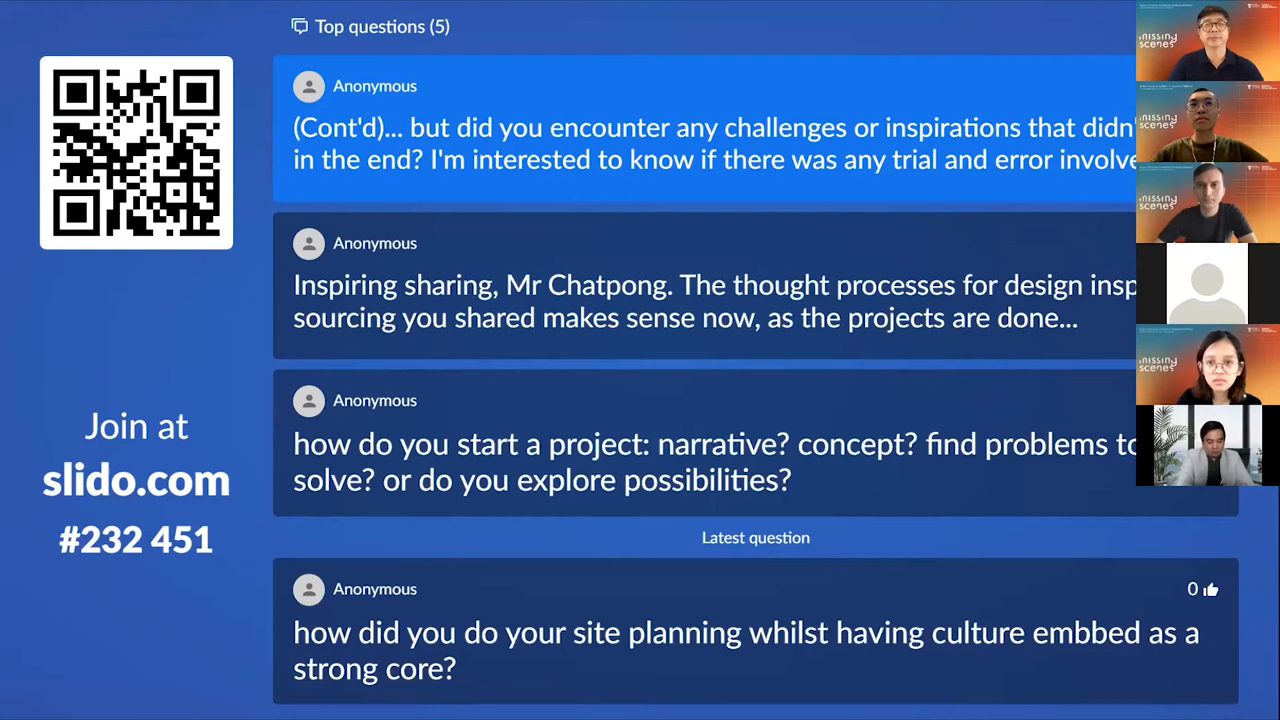 Top questions (5)
Anonymous
(Cont'd)... but did you encounter any challenges or inspirations that didn'
in the end? I'm interested to know if there was any trial and error involve
Anonymous
Inspiring sharing, Mr Chatpong. The thought processes for design insp
sourcing you shared makes sense now, as the projects are done...
Anonymous
how do you start a project: narrative? concept? find problems to
solve? or do you explore possibilities?
Latest question
Anonymous
0
how did you do your site planning whilst having culture embbed as a
strong core?
Join at
slido.com
#232 451
missing
scenes
missing
scenes
missing
scenes
missing
scenes